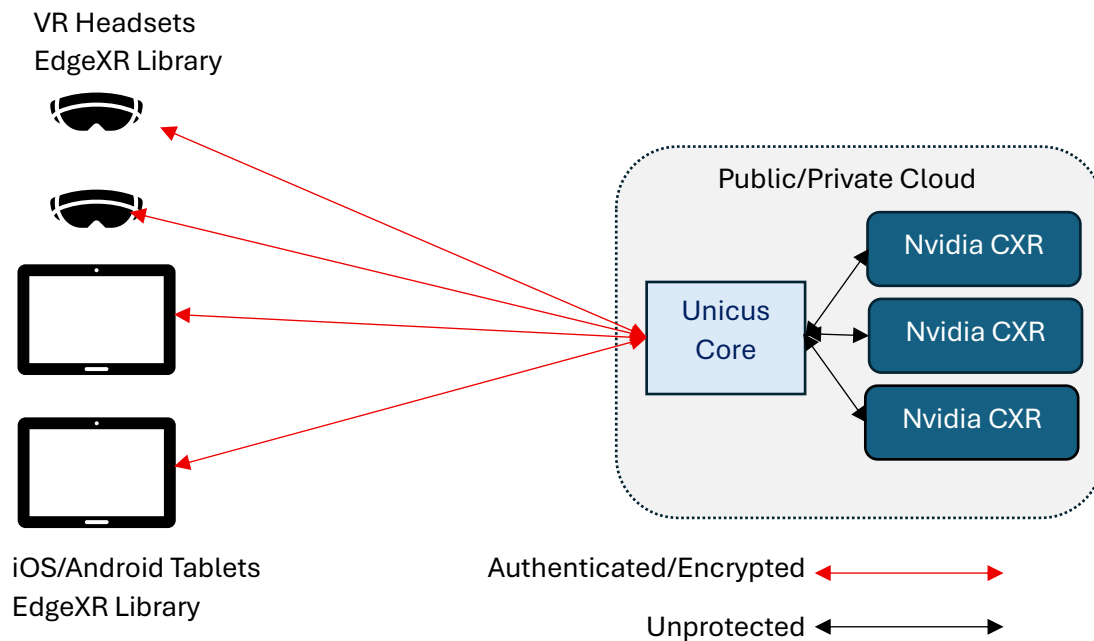 VR Headsets
EdgeXR Library
Public/Private Cloud
Nvidia CXR
Unicus
Core
Nvidia CXR
Nvidia CXR
iOS/Android Tablets
EdgeXR Library
Authenticated/Encrypted
Unprotected